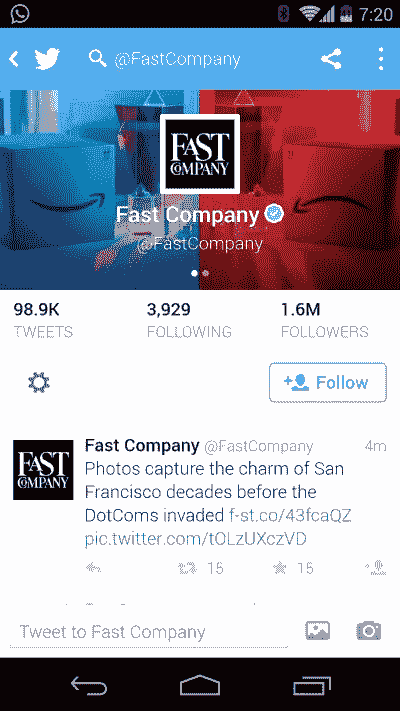 7:20
@FastCompany
FAST
COMPANY
Fast Company
@FastCompany
98.9K 3,929 1.6M
TWEETS FOLLOWING FOLLOWERS
Follow
FAST
COMPANY
Fast Company @FastCompany 4m
Photos capture the charm of San
Francisco decades before the
DotComs invaded f-st.co/43fcaQZ
pic.twitter.com/tOLzUXczVD
15 15
Tweet to Fast Company